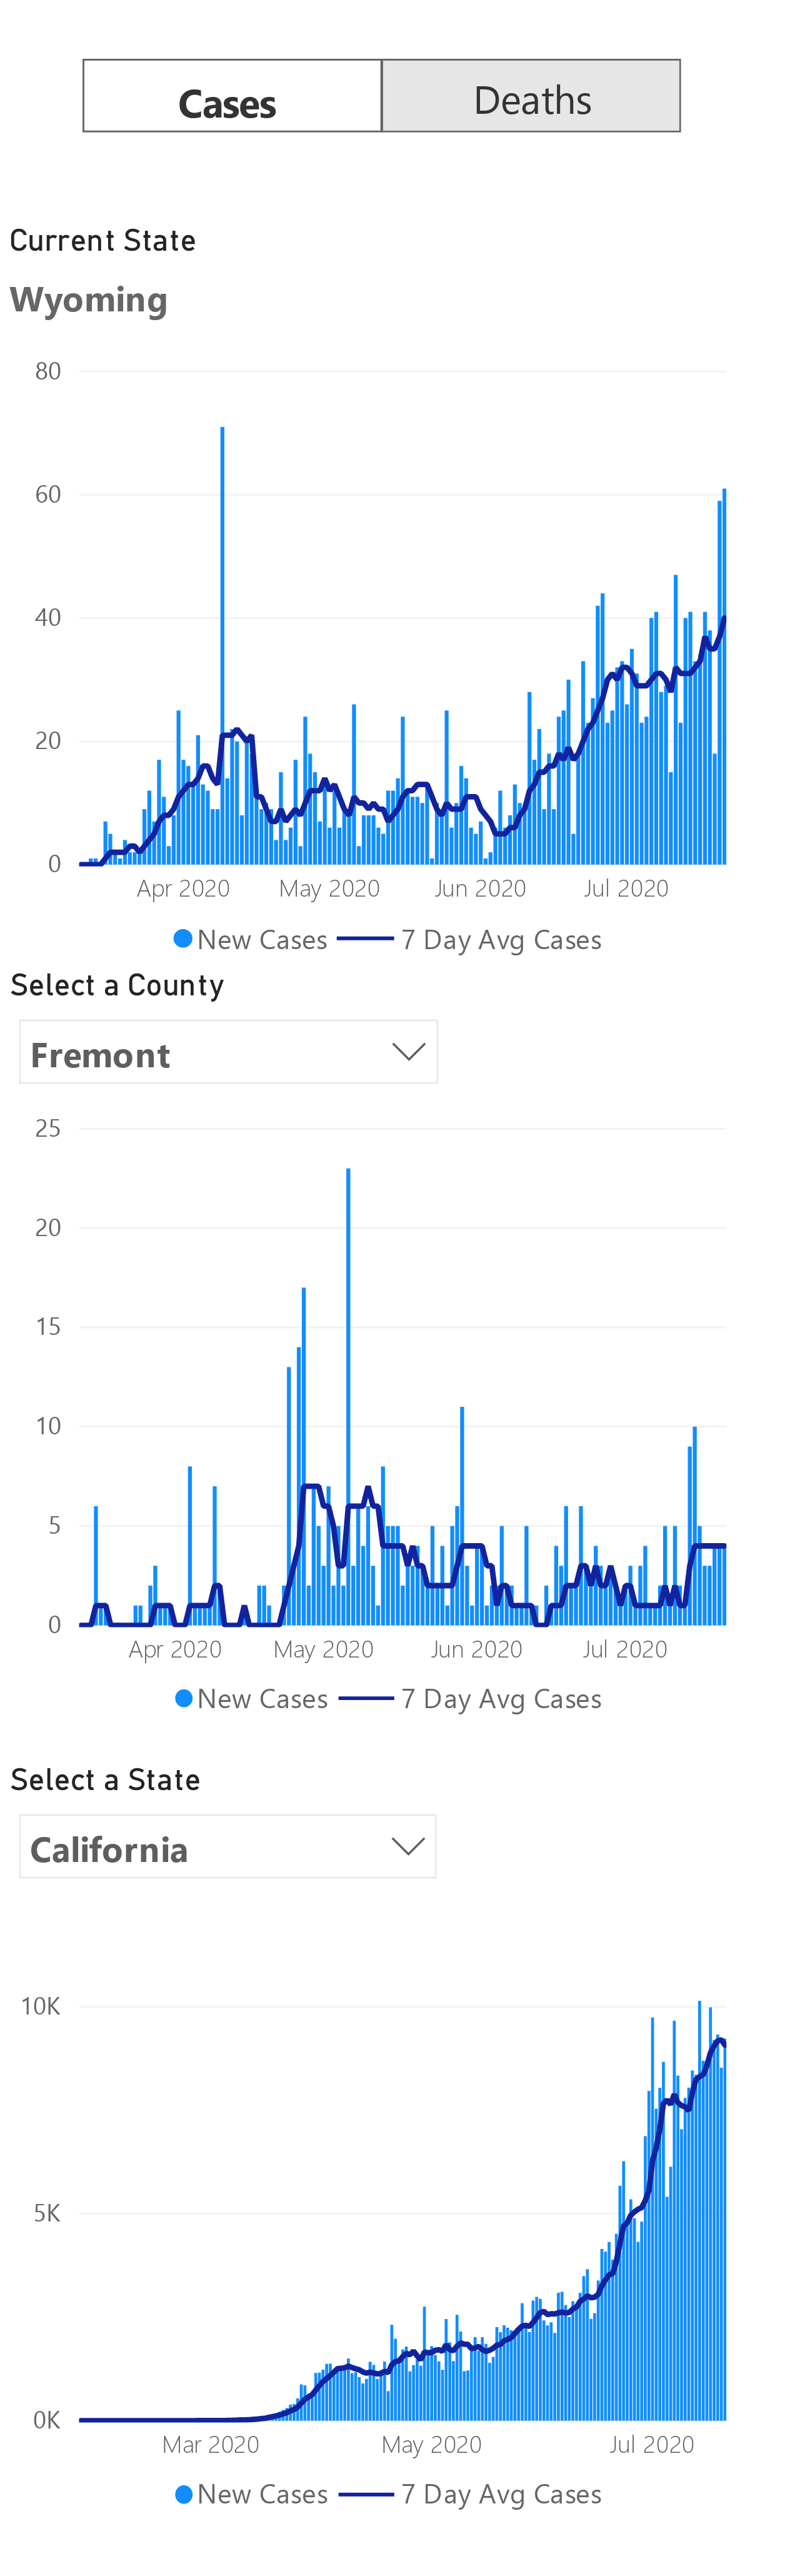 Cases Deaths
Current State
Wyoming
80
60
40
20
0
Apr 2020 May 2020 Jun 2020 Jul 2020
New Cases 7 Day Avg Cases
Select a County
Fremont
25
20
15
10
5
0
Apr 2020 May 2020 Jun 2020 Jul 2020
New Cases 7 Day Avg Cases
Select a State
California
10K
5K
0K
Mar 2020 May 2020 Jul 2020
New Cases 7 Day Avg Cases